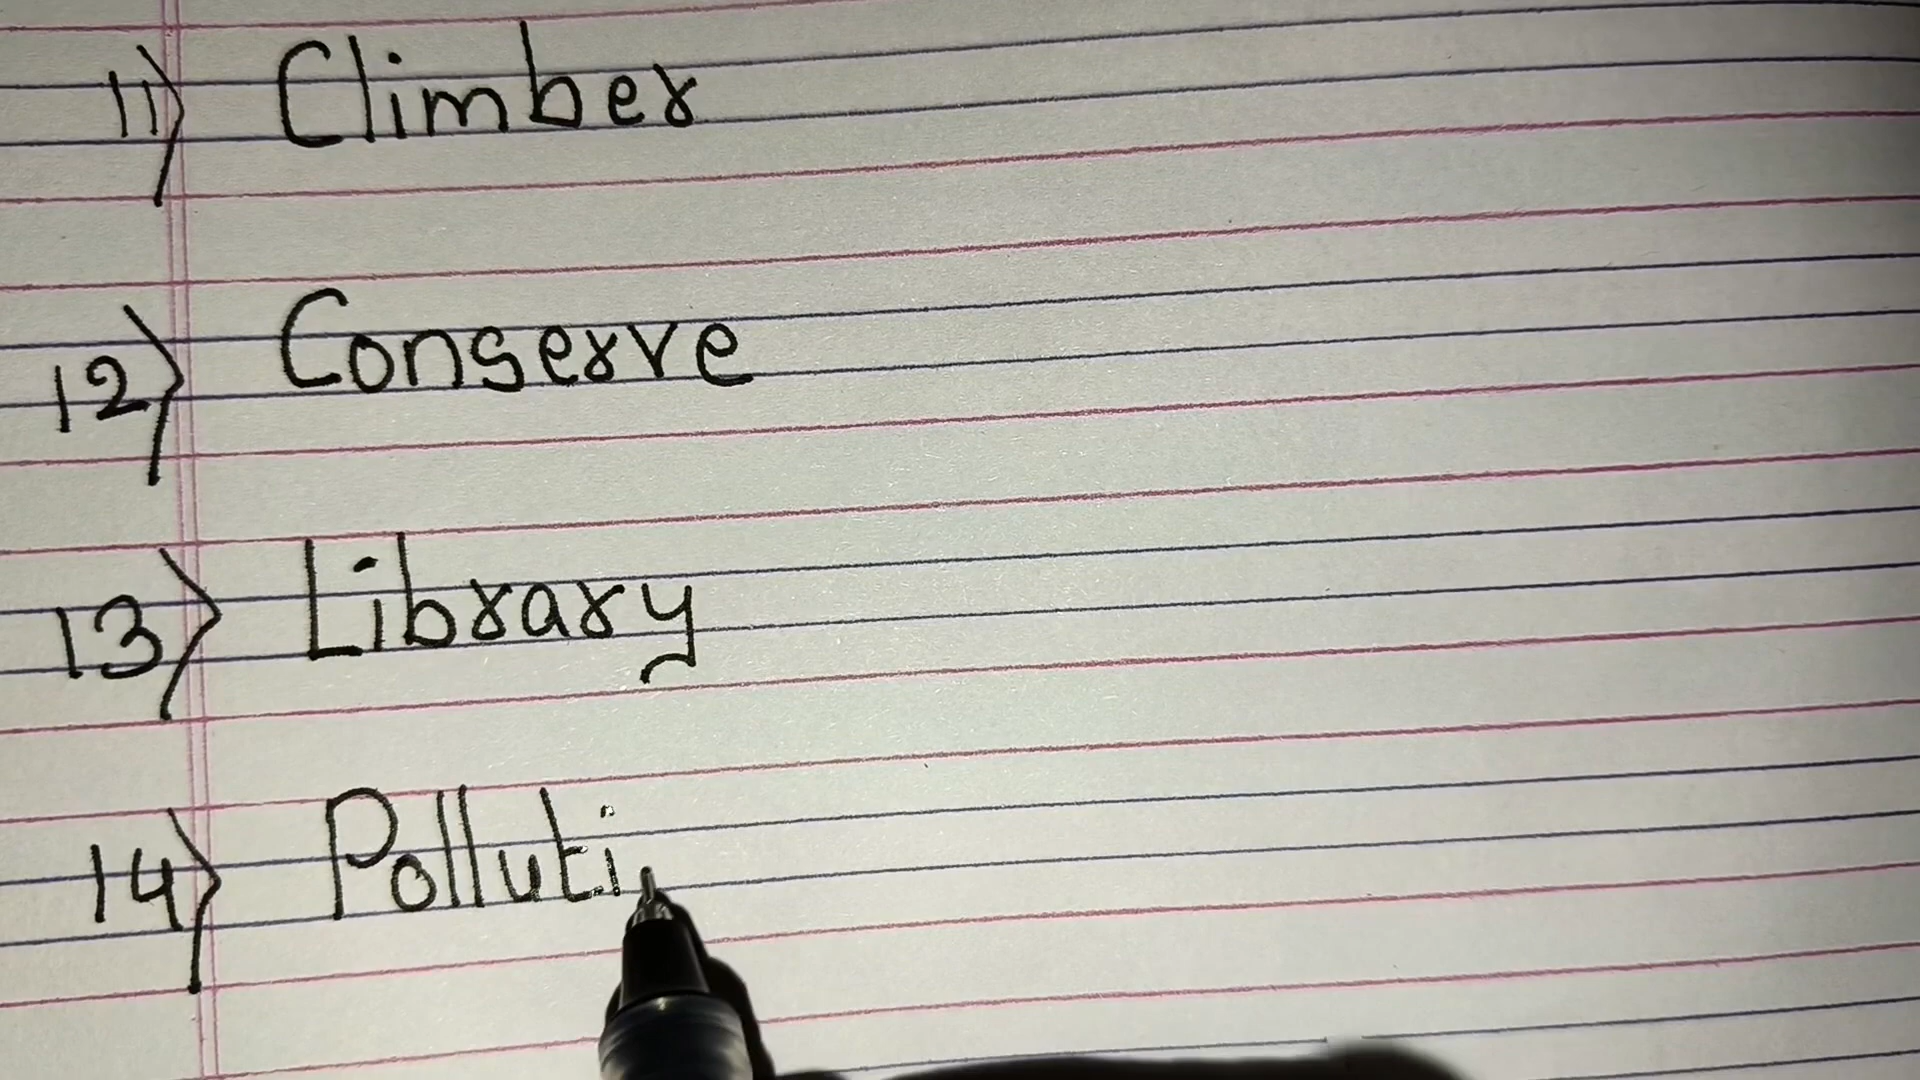 11) Climber
12) Conserve
13) Library
14) Polluti